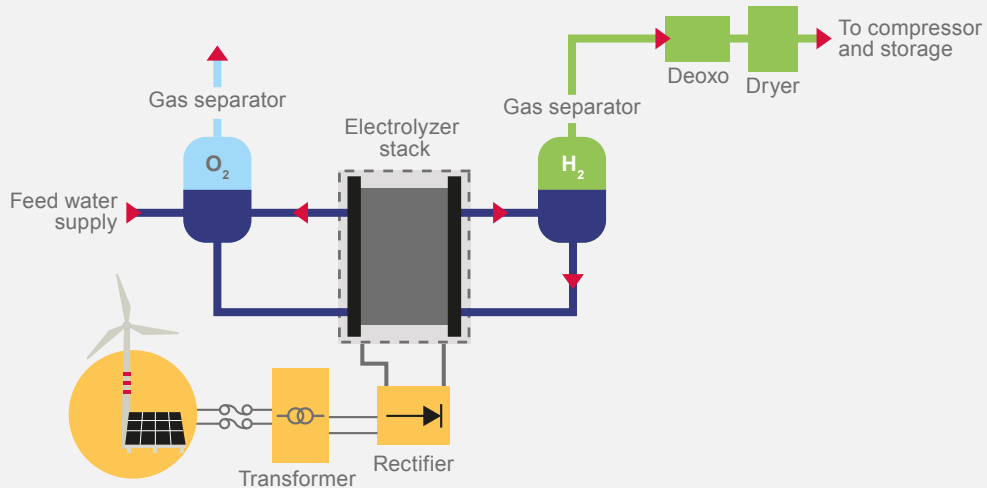 To compressor
and storage
Deoxo
Dryer
Gas separator
Gas separator
Electrolyzer
stack
O₂
H₂
Feed water
supply
Transformer
Rectifier